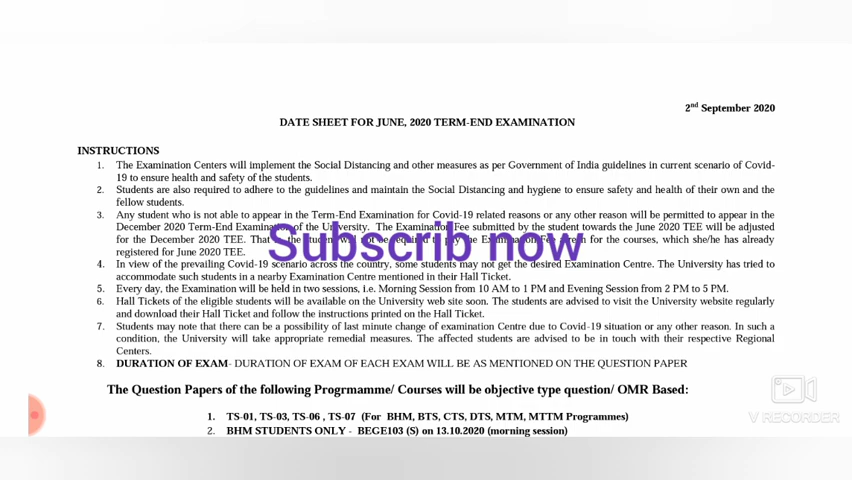 2nd September 2020
DATE SHEET FOR JUNE, 2020 TERM-END EXAMINATION
INSTRUCTIONS
1. The Examination Centers will implement the Social Distancing and other measures as per Government of India guidelines in current scenario of Covid-
19 to ensure health and safety of the students.
2. Students are also required to adhere to the guidelines and maintain the Social Distancing and hygiene to ensure safety and health of their own and the
fellow students.
3. Any student who is not able to appear in the Term-End Examination for Covid-19 related reasons or any other reason will be permitted to appear in the
December 2020 Term-End Examination of the University. The Examination Fee submitted by the student towards the June 2020 TEE will be adjusted
for the December 2020 TEE. That is the student will not be required to pay the Examination Fee for the courses, which she/he has already
registered for June 2020 TEE.
Subscrib now
4. In view of the prevailing Covid-19 scenario across the country, some students may not get the desired Examination Centre. The University has tried to
accommodate such students in a nearby Examination Centre mentioned in their Hall Ticket.
5. Every day, the Examination will be held in two sessions, i.e. Morning Session from 10 AM to 1 PM and Evening Session from 2 PM to 5 PM.
6. Hall Tickets of the eligible students will be available on the University web site soon. The students are advised to visit the University website regularly
and download their Hall Ticket and follow the instructions printed on the Hall Ticket.
7. Students may note that there can be a possibility of last minute change of examination Centre due to Covid-19 situation or any other reason. In such a
condition, the University will take appropriate remedial measures. The affected students are advised to be in touch with their respective Regional
Centers.
8. DURATION OF EXAM- DURATION OF EXAM OF EACH EXAM WILL BE AS MENTIONED ON THE QUESTION PAPER
The Question Papers of the following Progrmamme/ Courses will be objective type question/ OMR Based:
1. TS-01, TS-03, TS-06 , TS-07 (For BHM, BTS, CTS, DTS, MTM, MTTM Programmes)
2. BHM STUDENTS ONLY - BEGE103 (S) on 13.10.2020 (morning session)
V RECORDER